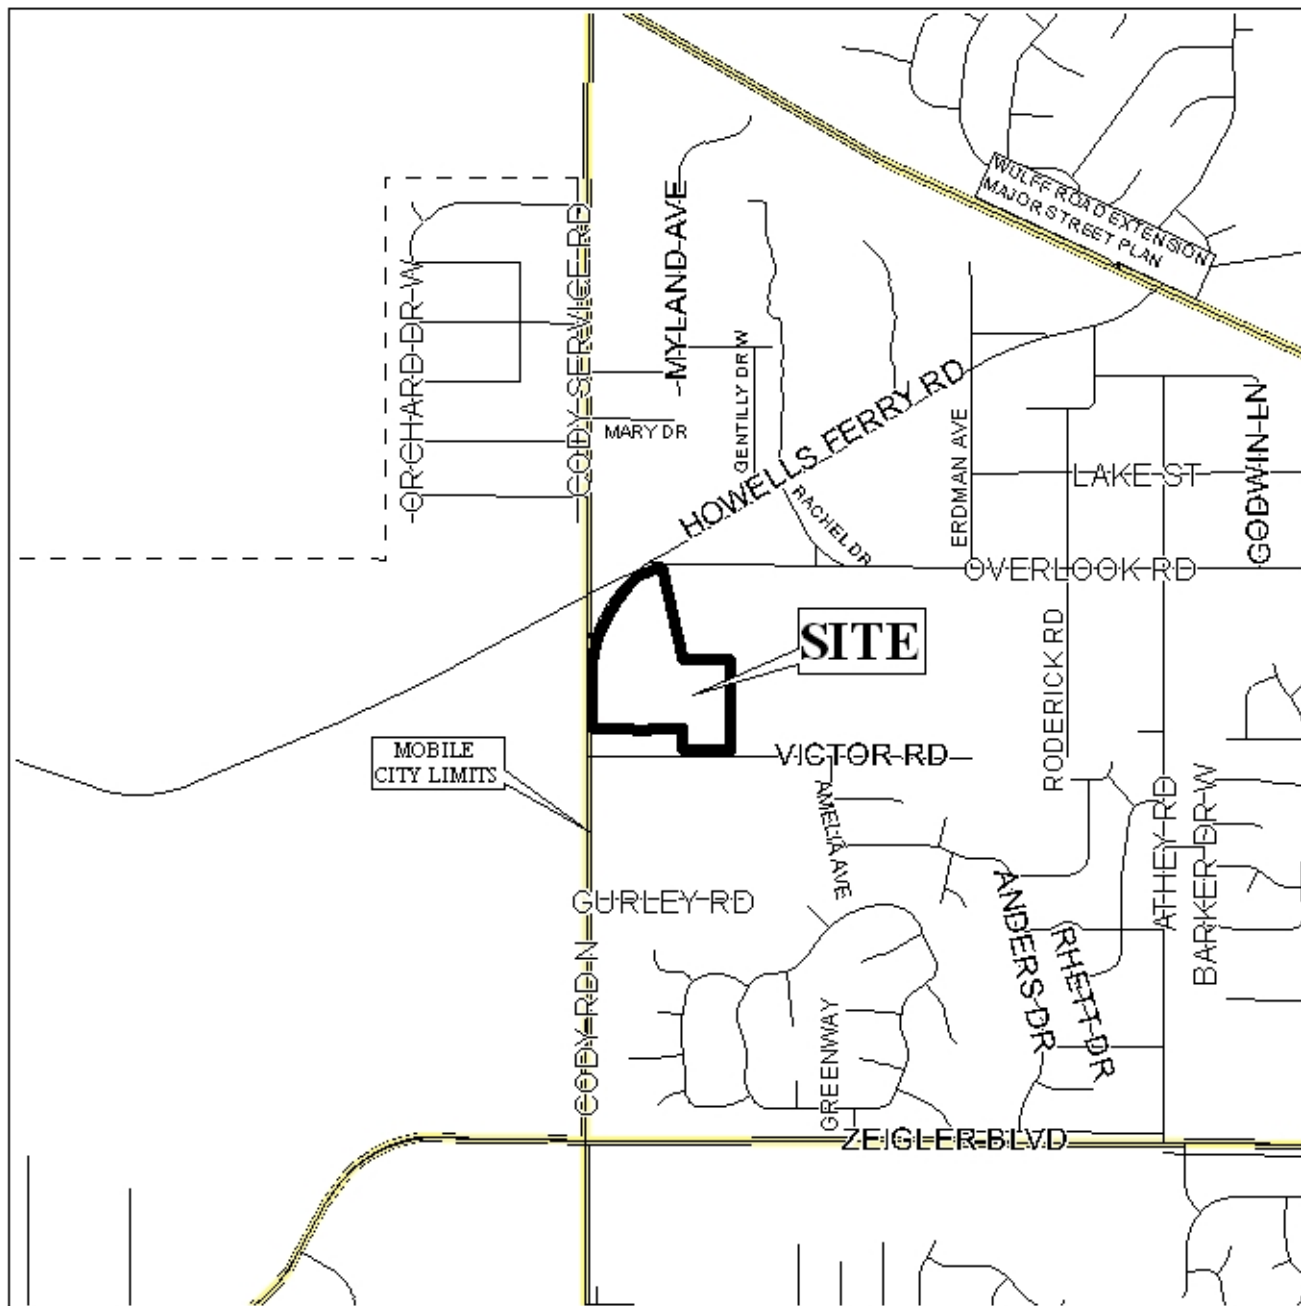 WULFF ROAD EXTENSION
MAJOR STREET PLAN
MYLAND AVE
ORCHARD DR W
CODY SERVICE RD
GENTILLY DR W
MARY DR
HOWELLS FERRY RD
ERDMAN AVE
LAKE ST
GODWIN LN
RACHEL DR
OVERLOOK RD
SITE
RODERICK RD
MOBILE
CITY LIMITS
VICTOR RD
AMELIA AVE
ATHEY RD
BARKER DR W
GURLEY RD
ANDERS DR
RHETT DR
CODY RD N
GREENWAY
ZEIGLER BLVD